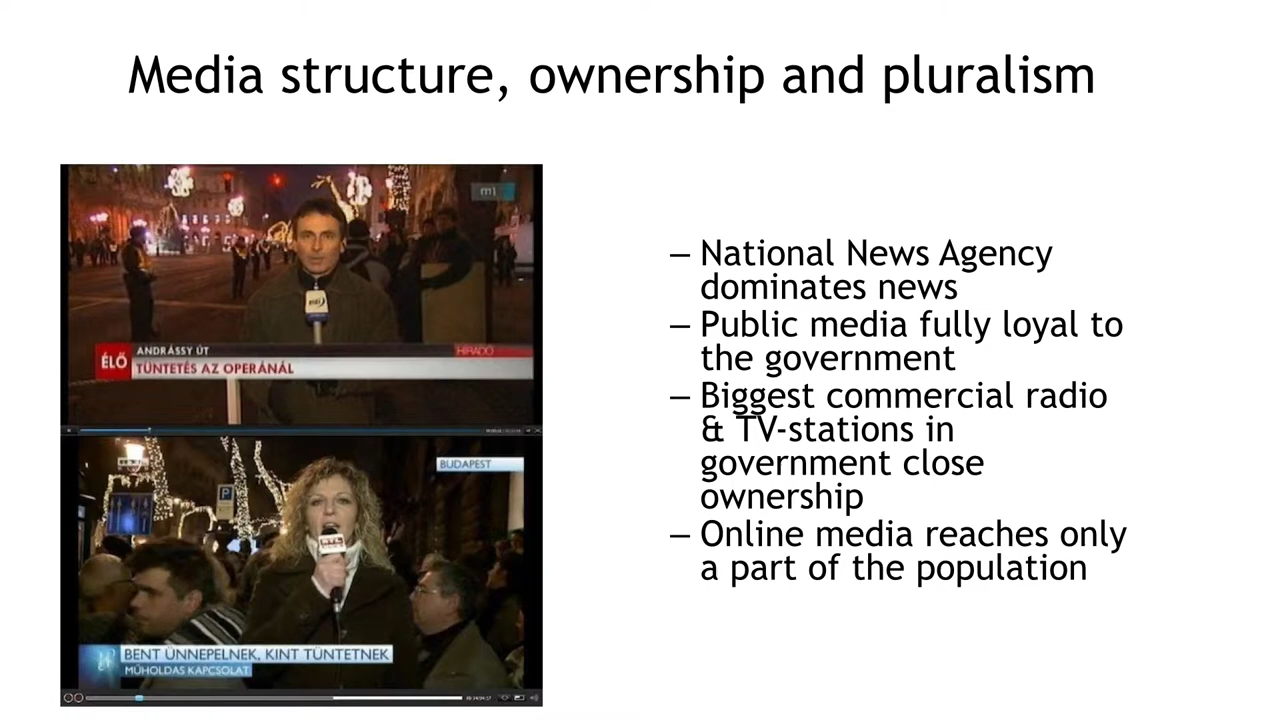 Media structure, ownership and pluralism
m1
ÉLŐ
ANDRÁSSY ÚT
HÍRADÓ
TÜNTETÉS AZ OPERÁNÁL
BUDAPEST
P
RTL
BENT ÜNNEPELNEK, KINT TÜNTETNEK
MŰHOLDAS KAPCSOLAT
– National News Agency
dominates news
– Public media fully loyal to
the government
– Biggest commercial radio
& TV-stations in
government close
ownership
– Online media reaches only
a part of the population